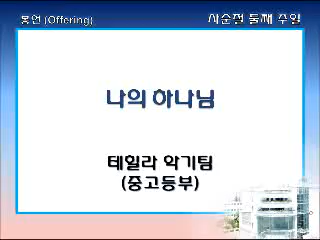 봉헌 (Offering)
사순절 둘째 주일
나의 하나님
테힐라 악기팀
(중고등부)